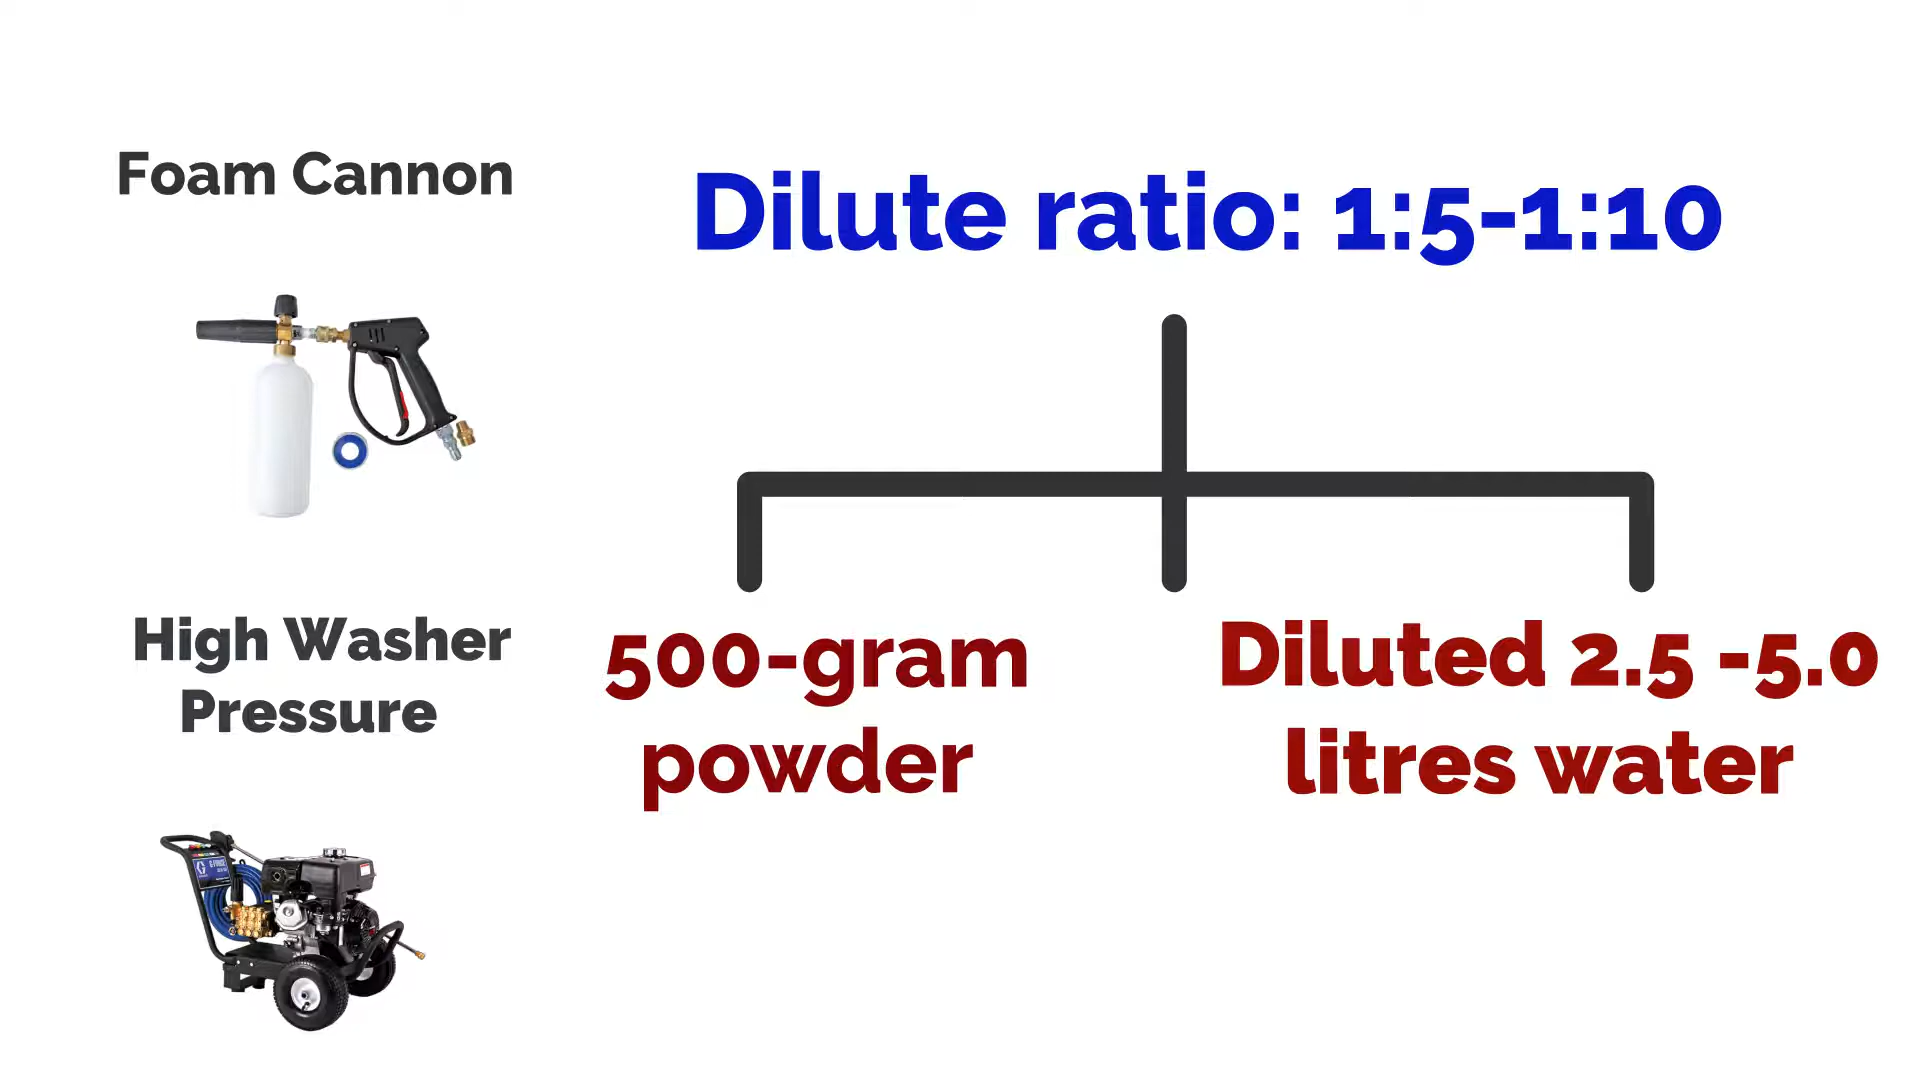 Foam Cannon
Dilute ratio: 1:5-1:10
High Washer
Pressure
500-gram
powder
Diluted 2.5 -5.0
litres water